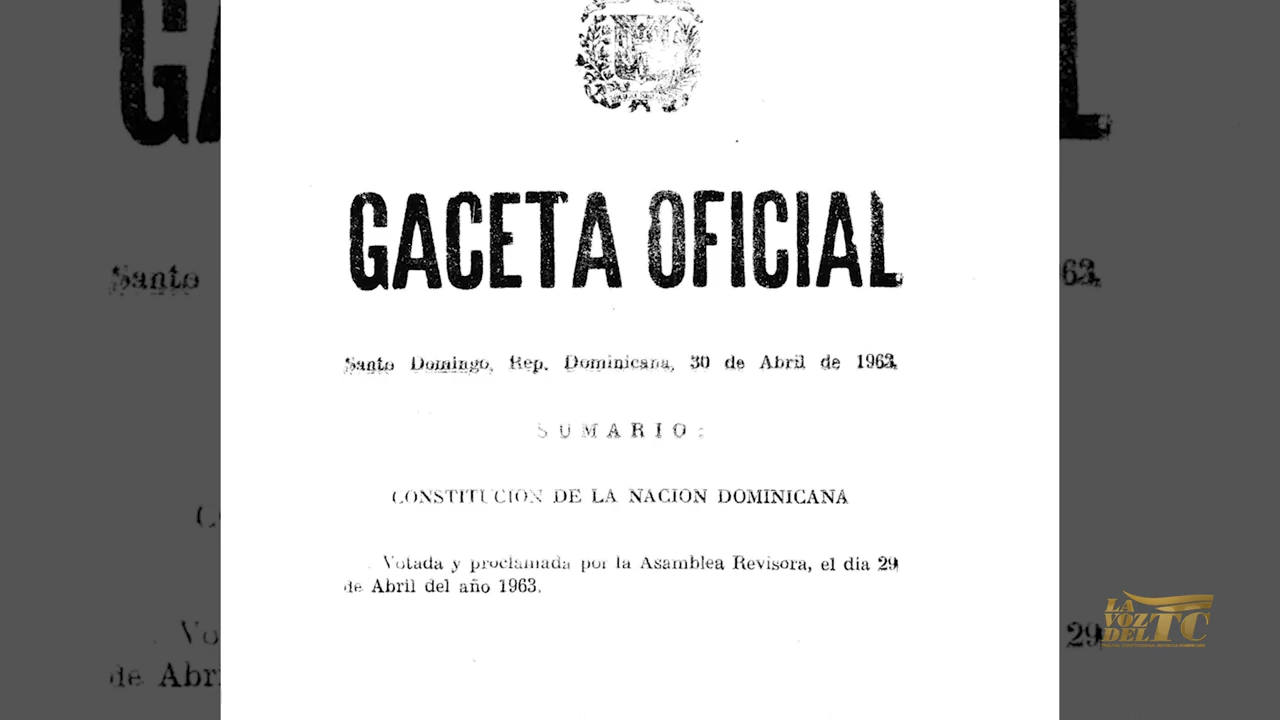 GACETA OFICIAL
Santo Domingo, Rep. Dominicana, 30 de Abril de 1963.
SUMARIO:
CONSTITUCION DE LA NACION DOMINICANA
Votada y proclamada por la Asamblea Revisora, el dia 29
de Abril del año 1963.
LA
VOZ
DEL TC